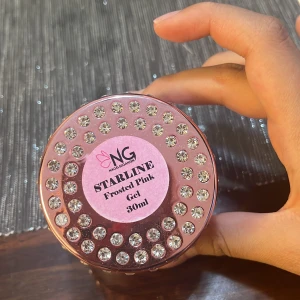 NG
STARLINE
Frosted Pink
Gel
30ml